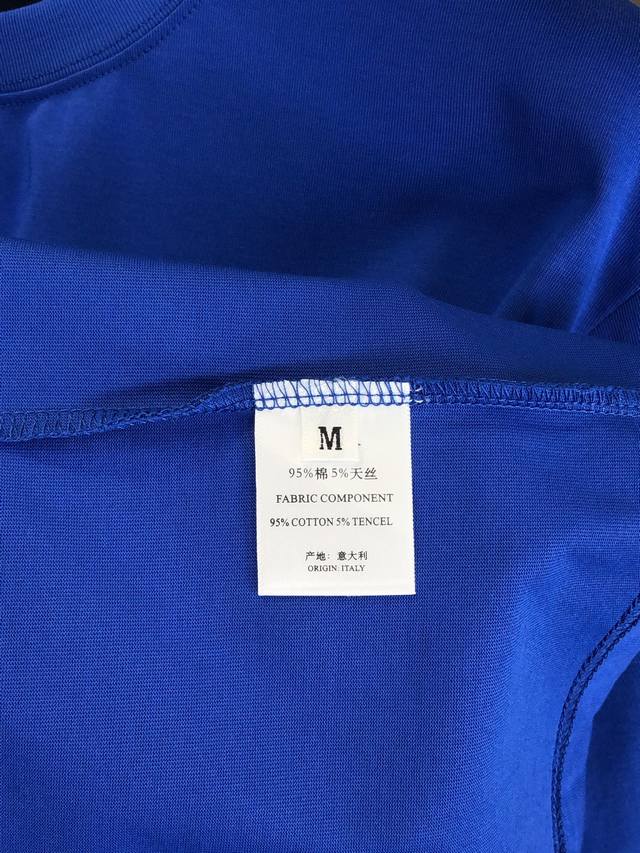 M
95%棉 5%天丝
FABRIC COMPONENT
95% COTTON 5% TENCEL
产地: 意大利
ORIGIN: ITALY